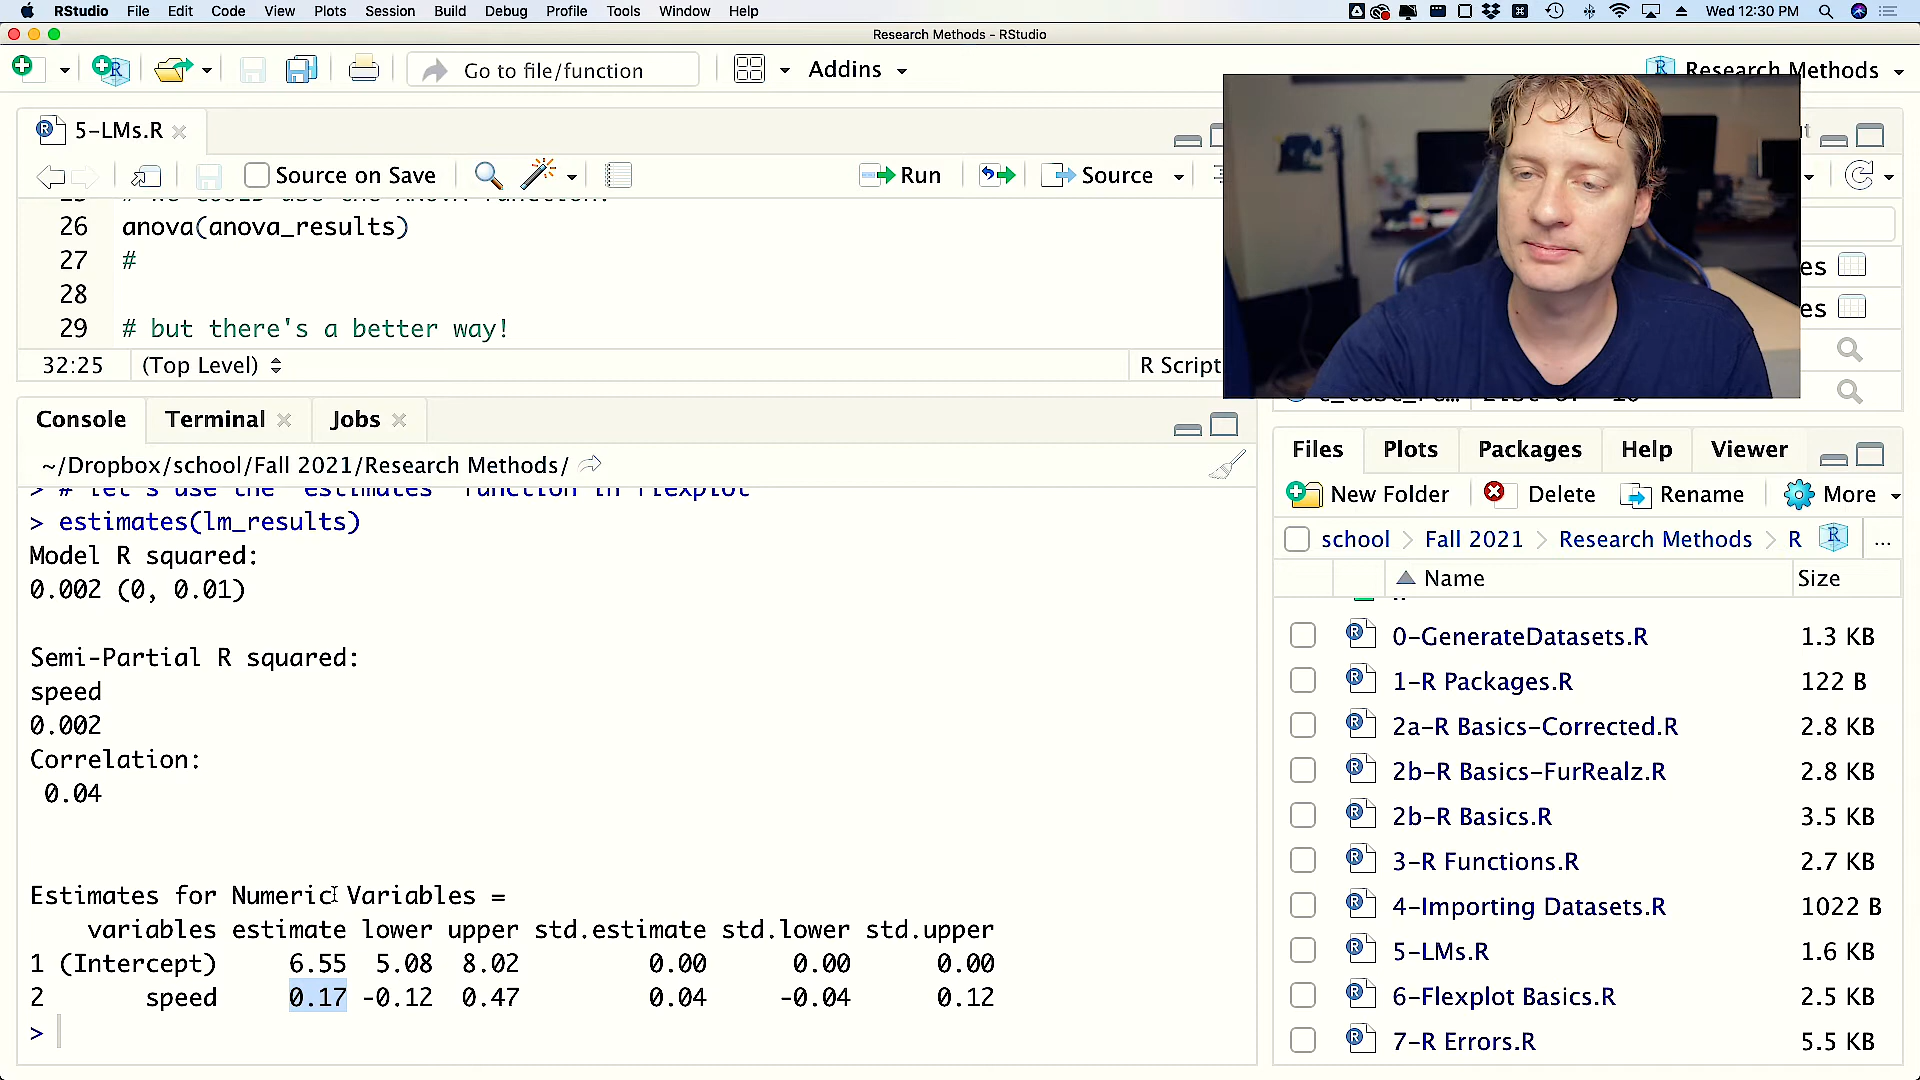 RStudio File Edit Code View Plots Session Build Debug Profile Tools Window Help Wed 12:30 PM
Research Methods - RStudio
Go to file/function Addins Research Methods
5-LMs.R
Source on Save Run Source
26 anova(anova_results)
27 #
28
29 # but there's a better way!
32:25 (Top Level) R Script
Console Terminal Jobs
~/Dropbox/school/Fall 2021/Research Methods/
> # let's use the estimates function in flexplot
> estimates(lm_results)
Model R squared:
0.002 (0, 0.01)
Semi-Partial R squared:
speed
0.002
Correlation:
0.04
Estimates for Numeric Variables =
variables estimate lower upper std.estimate std.lower std.upper
1 (Intercept) 6.55 5.08 8.02 0.00 0.00 0.00
2 speed 0.17 -0.12 0.47 0.04 -0.04 0.12
>
es
es
Files Plots Packages Help Viewer
New Folder Delete Rename More
school Fall 2021 Research Methods R ...
Name Size
0-GenerateDatasets.R 1.3 KB
1-R Packages.R 122 B
2a-R Basics-Corrected.R 2.8 KB
2b-R Basics-FurRealz.R 2.8 KB
2b-R Basics.R 3.5 KB
3-R Functions.R 2.7 KB
4-Importing Datasets.R 1022 B
5-LMs.R 1.6 KB
6-Flexplot Basics.R 2.5 KB
7-R Errors.R 5.5 KB